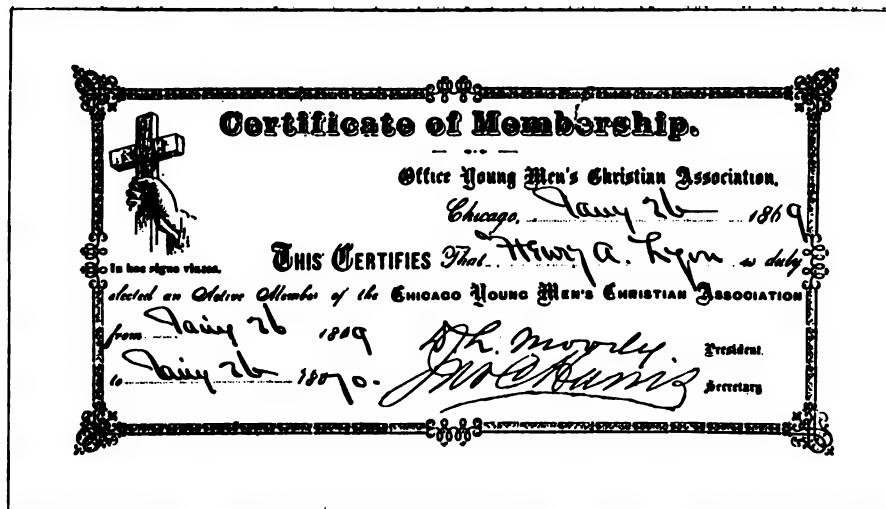 Certificate of Membership.
Office Young Men's Christian Association,
Chicago, Jany 26 1869
In hoc signo vinces.
THIS CERTIFIES That Henry A. Lyon is duly
elected an Active Member of the CHICAGO YOUNG MEN'S CHRISTIAN ASSOCIATION
from Jany 26 1869
to Jany 26 1870.
D. L. Moody President.
Jno C Harris Secretary